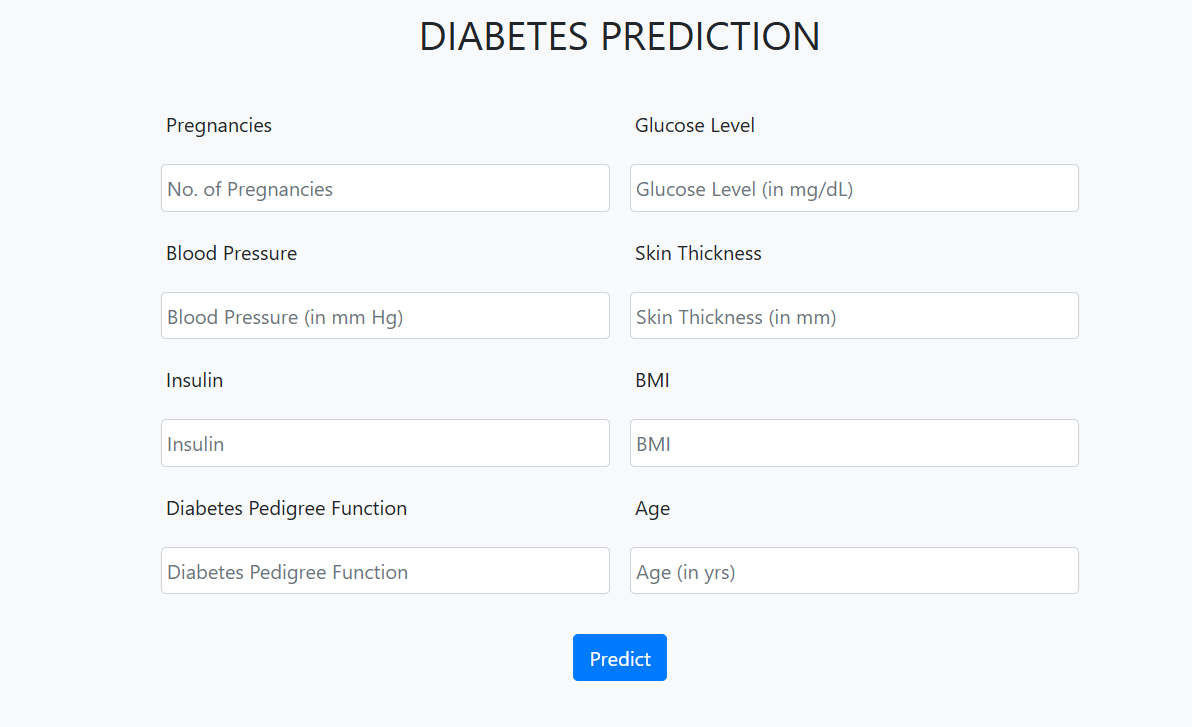 DIABETES PREDICTION
Pregnancies
Glucose Level
No. of Pregnancies
Glucose Level (in mg/dL)
Blood Pressure
Skin Thickness
Blood Pressure (in mm Hg)
Skin Thickness (in mm)
Insulin
BMI
Insulin
BMI
Diabetes Pedigree Function
Age
Diabetes Pedigree Function
Age (in yrs)
Predict